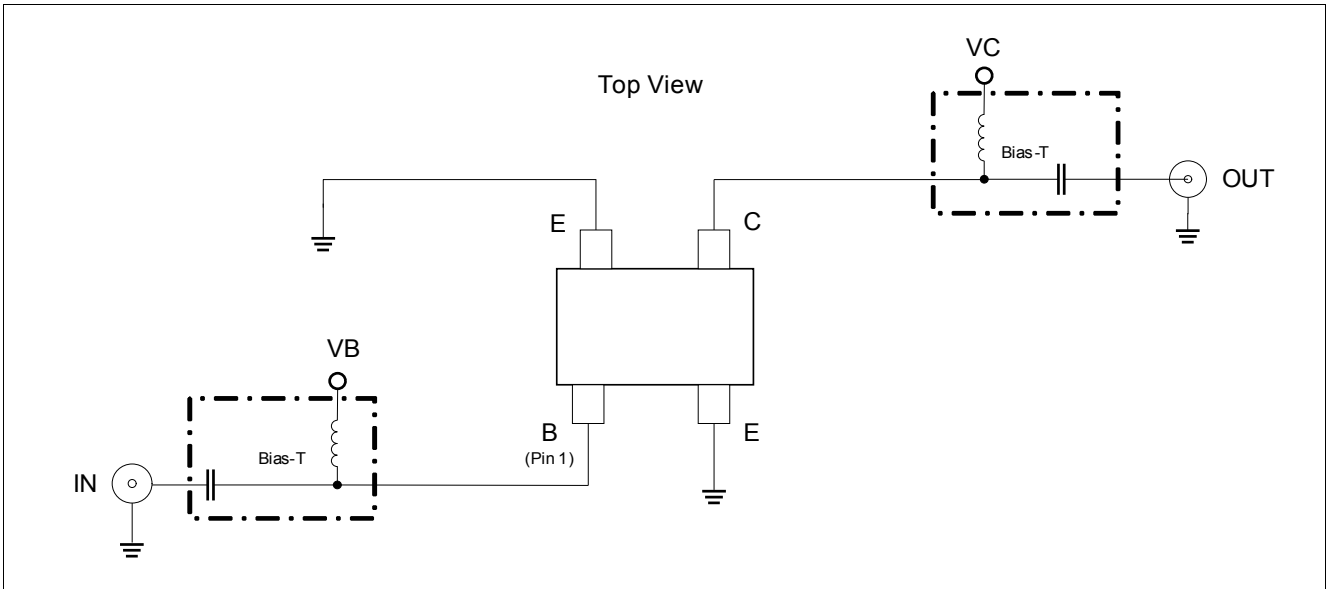 VC
Top View
Bias-T
OUT
E
C
VB
Bias-T
B
(Pin 1)
E
IN